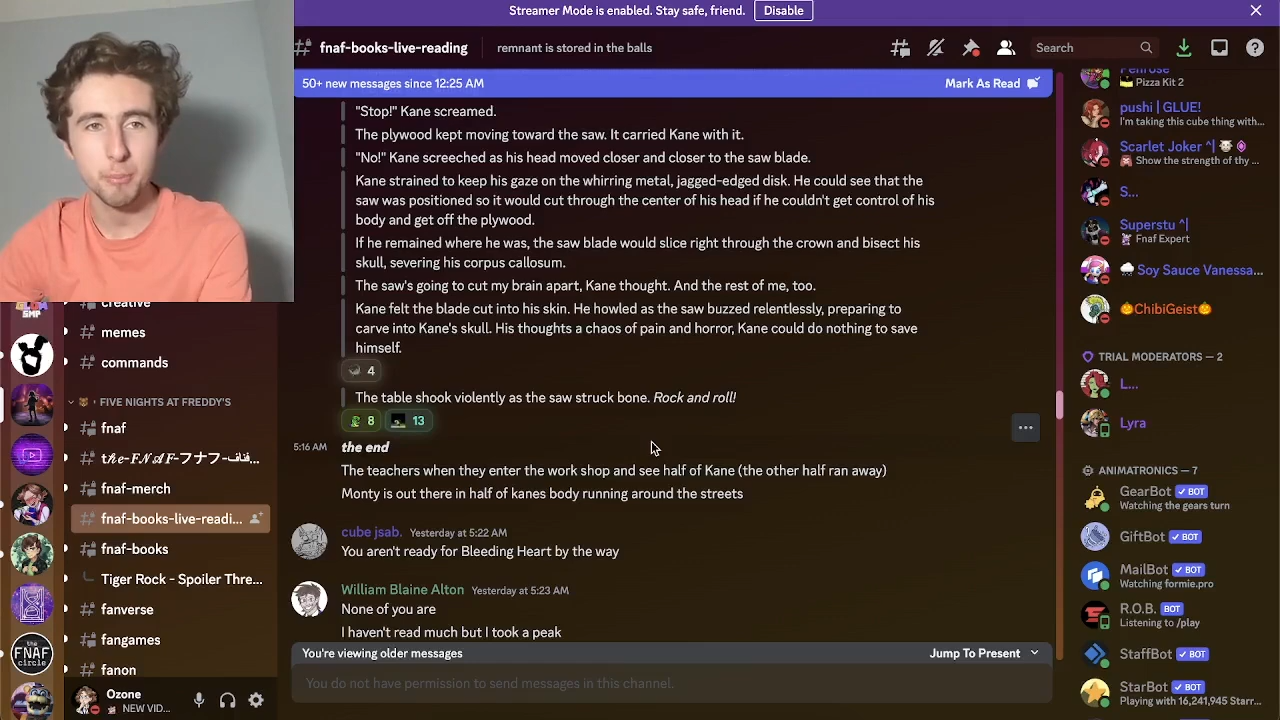 Streamer Mode is enabled. Stay safe, friend. Disable
fnaf-books-live-reading remnant is stored in the balls Search
50+ new messages since 12:25 AM Mark As Read
"Stop!" Kane screamed.
The plywood kept moving toward the saw. It carried Kane with it.
"No!" Kane screeched as his head moved closer and closer to the saw blade.
Kane strained to keep his gaze on the whirring metal, jagged-edged disk. He could see that the
saw was positioned so it would cut through the center of his head if he couldn't get control of his
body and get off the plywood.
If he remained where he was, the saw blade would slice right through the crown and bisect his
skull, severing his corpus callosum.
The saw's going to cut my brain apart, Kane thought. And the rest of me, too.
Kane felt the blade cut into his skin. He howled as the saw buzzed relentlessly, preparing to
carve into Kane's skull. His thoughts a chaos of pain and horror, Kane could do nothing to save
himself.
4
The table shook violently as the saw struck bone. Rock and roll!
8 13
5:16 AM the end
The teachers when they enter the work shop and see half of Kane (the other half ran away)
Monty is out there in half of kanes body running around the streets
cube jsab. Yesterday at 5:22 AM
You aren't ready for Bleeding Heart by the way
William Blaine Alton Yesterday at 5:23 AM
None of you are
I haven't read much but I took a peak
You're viewing older messages Jump To Present
You do not have permission to send messages in this channel.
SMP
creative
memes
commands
FIVE NIGHTS AT FREDDY'S
fnaf
fnaf-merch
fnaf-books-live-readi...
fnaf-books
Tiger Rock - Spoiler Thre...
fanverse
fangames
fanon
the
FNAF
circle
Ozone
NEW VID...
Penrose
Pizza Kit 2
pushi | GLUE!
I'm taking this cube thing with...
Scarlet Joker ^|
Show the strength of thy ...
S...
Superstu ^|
Fnaf Expert
Soy Sauce Vanessa...
ChibiGeist
TRIAL MODERATORS — 2
L...
Lyra
ANIMATRONICS — 7
GearBot BOT
Watching the gears turn
GiftBot BOT
MailBot BOT
Watching formie.pro
R.O.B. BOT
Listening to /play
StaffBot BOT
StarBot BOT
Playing with 16,241,945 Starr...